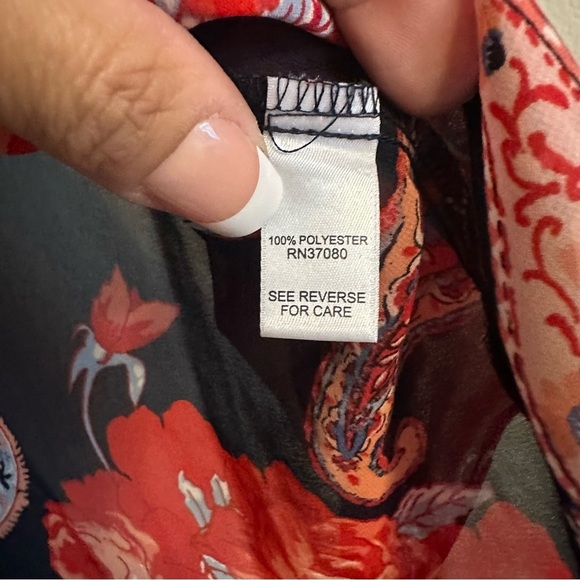 100% POLYESTER
RN37080
SEE REVERSE
FOR CARE